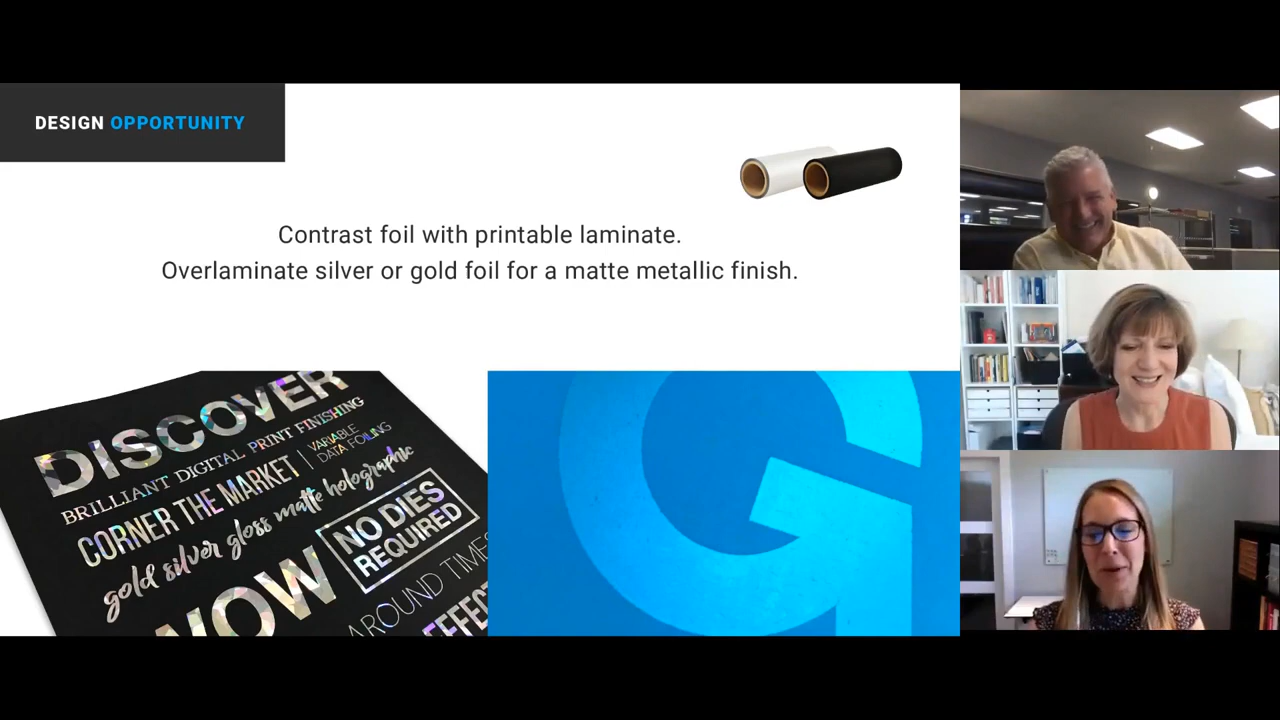 DESIGN OPPORTUNITY
Contrast foil with printable laminate.
Overlaminate silver or gold foil for a matte metallic finish.
DISCOVER
BRILLIANT DIGITAL PRINT FINISHING
CORNER THE MARKET
VARIABLE
DATA FOILING
gold silver gloss matte holographic
WOW
NO DIES
REQUIRED
AROUND TIMES
EFFECT